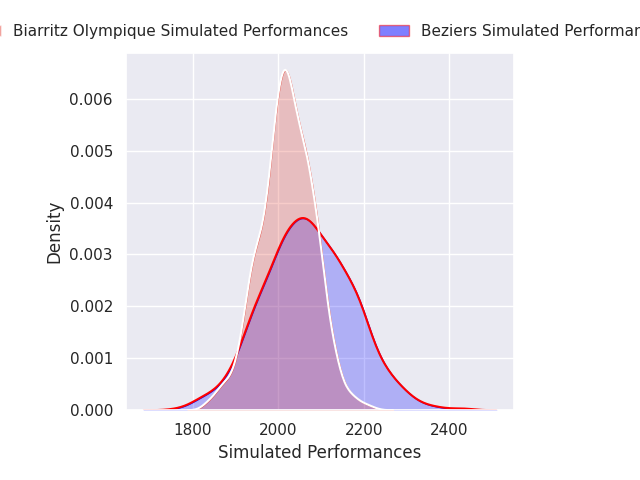 Biarritz Olympique Simulated Performances Beziers Simulated
0.006
0.005
0.004
0.003
0.002
0.001
0.000
Density
1800 2000 2200 2400
Simulated Performances